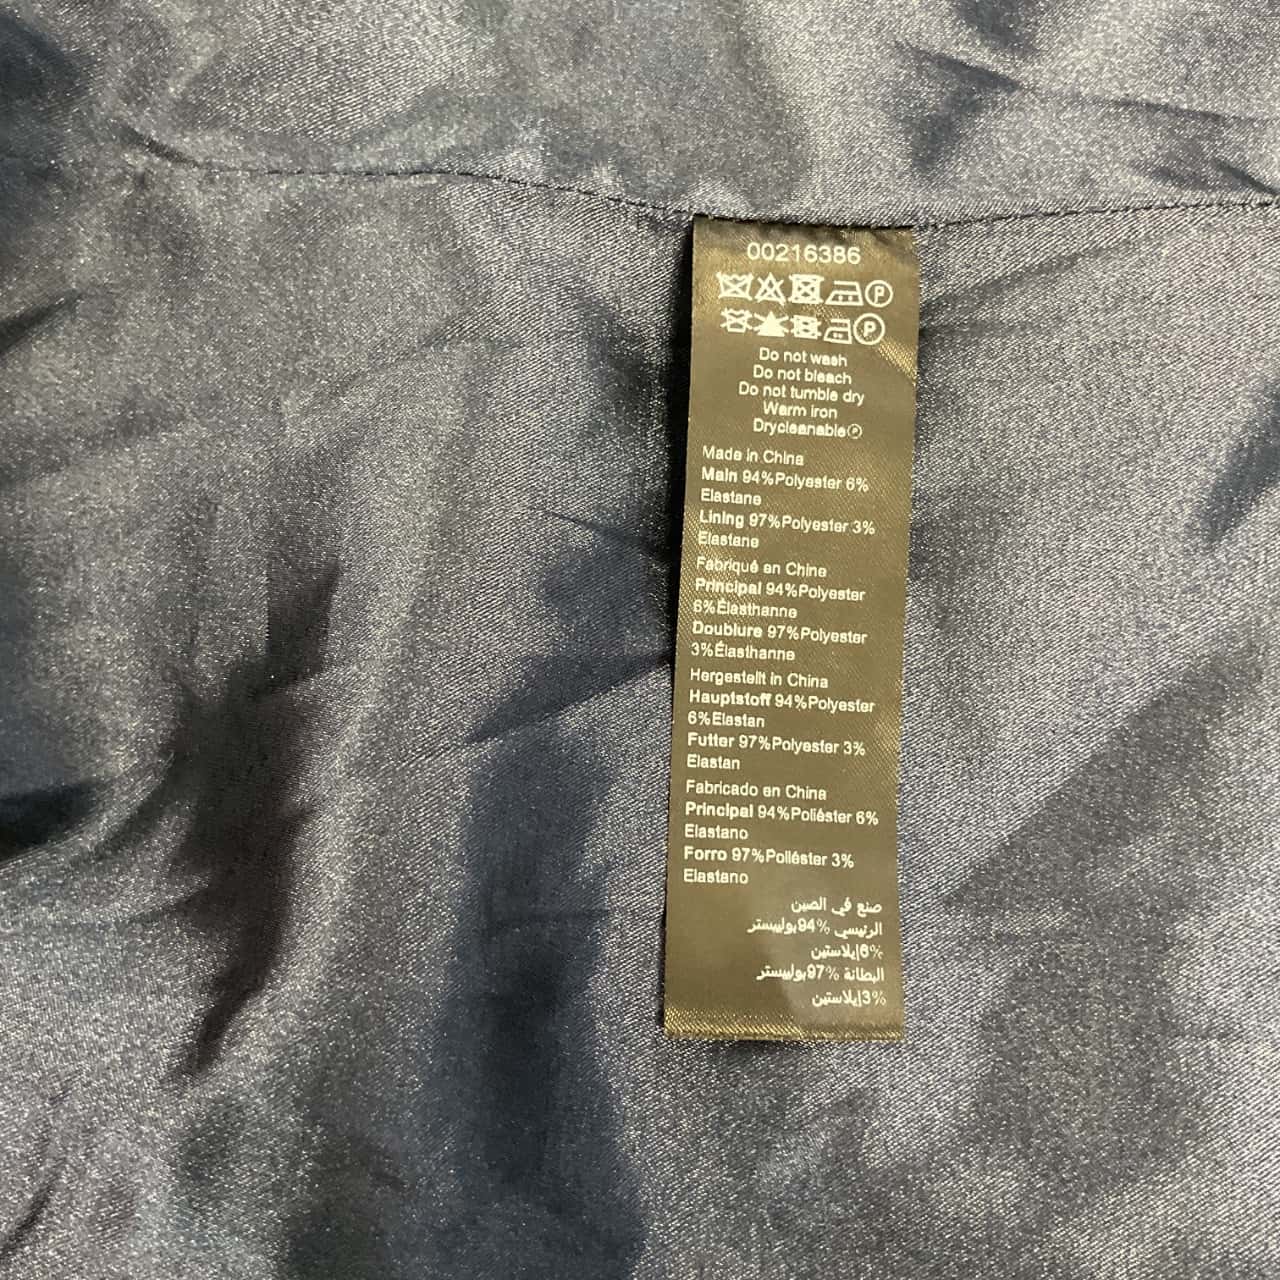 00216386
Do not wash
Do not bleach
Do not tumble dry
Warm iron
Drycleanable Ⓟ
Made in China
Main 94%Polyester 6%
Elastane
Lining 97%Polyester 3%
Elastane
Fabriqué en China
Principal 94%Polyester
6%Élasthanne
Doublure 97%Polyester
3%Élasthanne
Hergestellt in China
Hauptstoff 94%Polyester
6%Elastan
Futter 97%Polyester 3%
Elastan
Fabricado en China
Principal 94%Poliéster 6%
Elastano
Forro 97%Poliéster 3%
Elastano
صنع في الصين
الرئيسي 94%بوليستر
6%إيلاستين
البطانة 97%بوليستر
3%إيلاستين